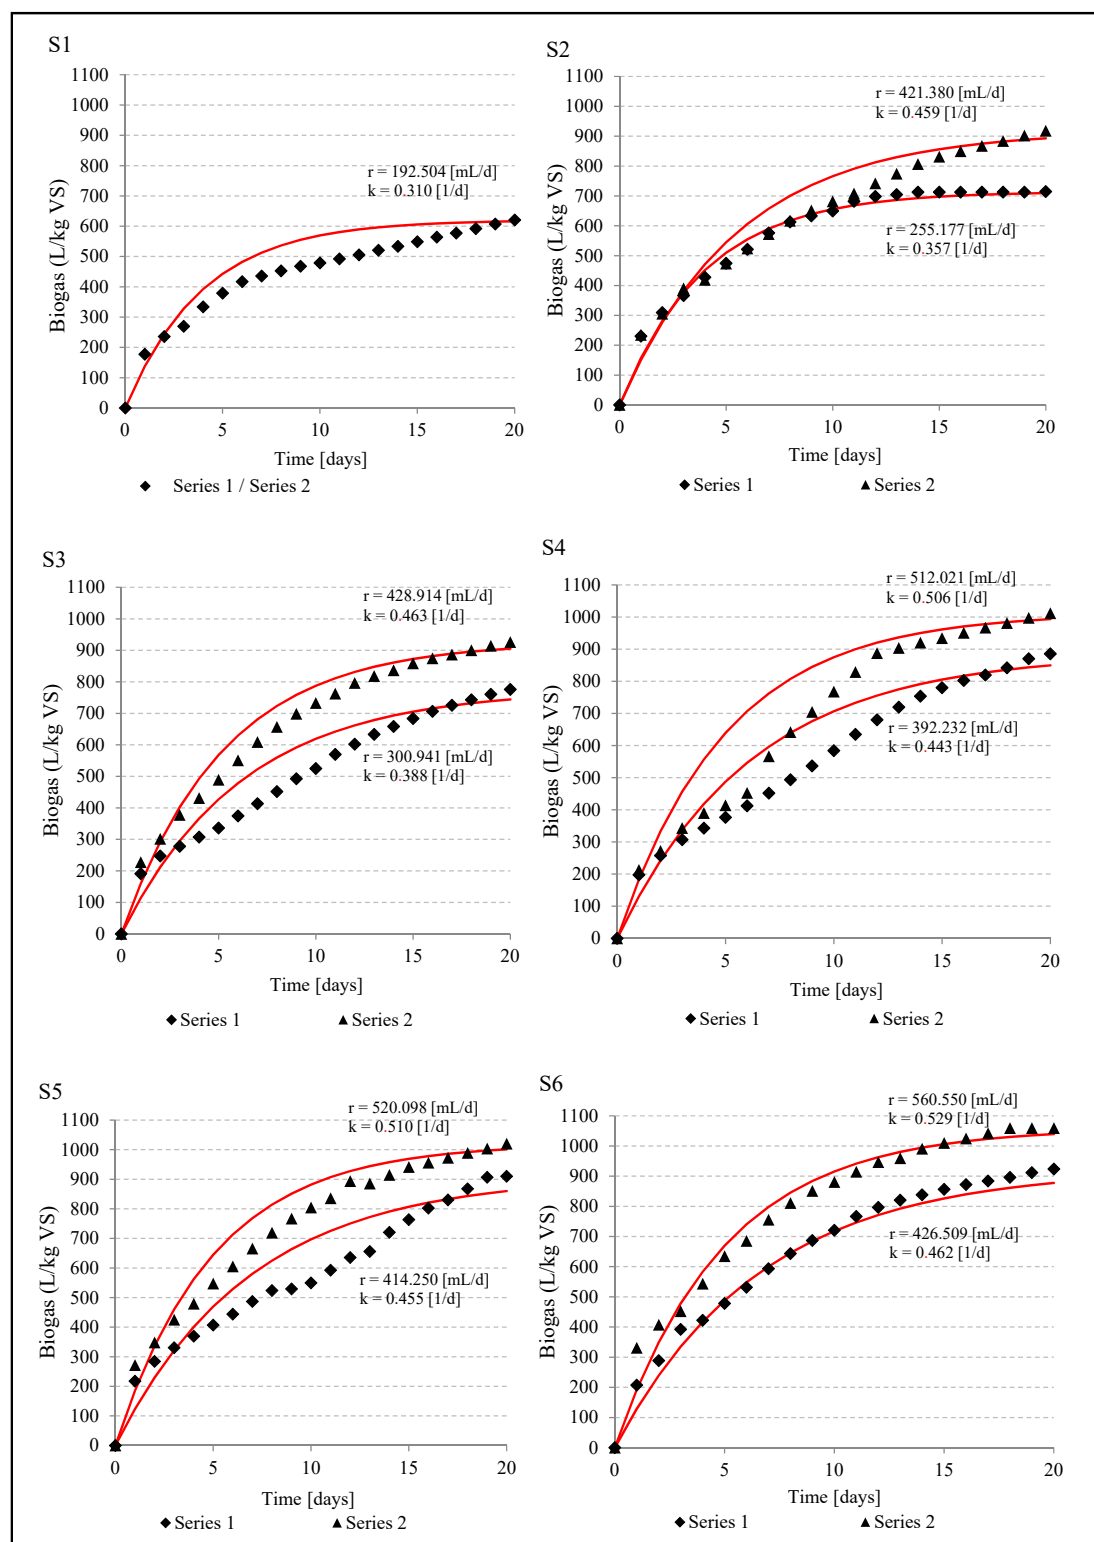 S1
1100
1000
900
800
700
600
500
400
300
200
100
0
Biogas (L/kg VS)
r = 192.504 [mL/d]
k = 0.310 [1/d]
0 5 10 15 20
Time [days]
Series 1 / Series 2
S2
1100
1000
900
800
700
600
500
400
300
200
100
0
Biogas (L/kg VS)
r = 421.380 [mL/d]
k = 0.459 [1/d]
r = 255.177 [mL/d]
k = 0.357 [1/d]
0 5 10 15 20
Time [days]
Series 1 Series 2
S3
1100
1000
900
800
700
600
500
400
300
200
100
0
Biogas (L/kg VS)
r = 428.914 [mL/d]
k = 0.463 [1/d]
r = 300.941 [mL/d]
k = 0.388 [1/d]
0 5 10 15 20
Time [days]
Series 1 Series 2
S4
1100
1000
900
800
700
600
500
400
300
200
100
0
Biogas (L/kg VS)
r = 512.021 [mL/d]
k = 0.506 [1/d]
r = 392.232 [mL/d]
k = 0.443 [1/d]
0 5 10 15 20
Time [days]
Series 1 Series 2
S5
1100
1000
900
800
700
600
500
400
300
200
100
0
Biogas (L/kg VS)
r = 520.098 [mL/d]
k = 0.510 [1/d]
r = 414.250 [mL/d]
k = 0.455 [1/d]
0 5 10 15 20
Time [days]
Series 1 Series 2
S6
1100
1000
900
800
700
600
500
400
300
200
100
0
Biogas (L/kg VS)
r = 560.550 [mL/d]
k = 0.529 [1/d]
r = 426.509 [mL/d]
k = 0.462 [1/d]
0 5 10 15 20
Time [days]
Series 1 Series 2